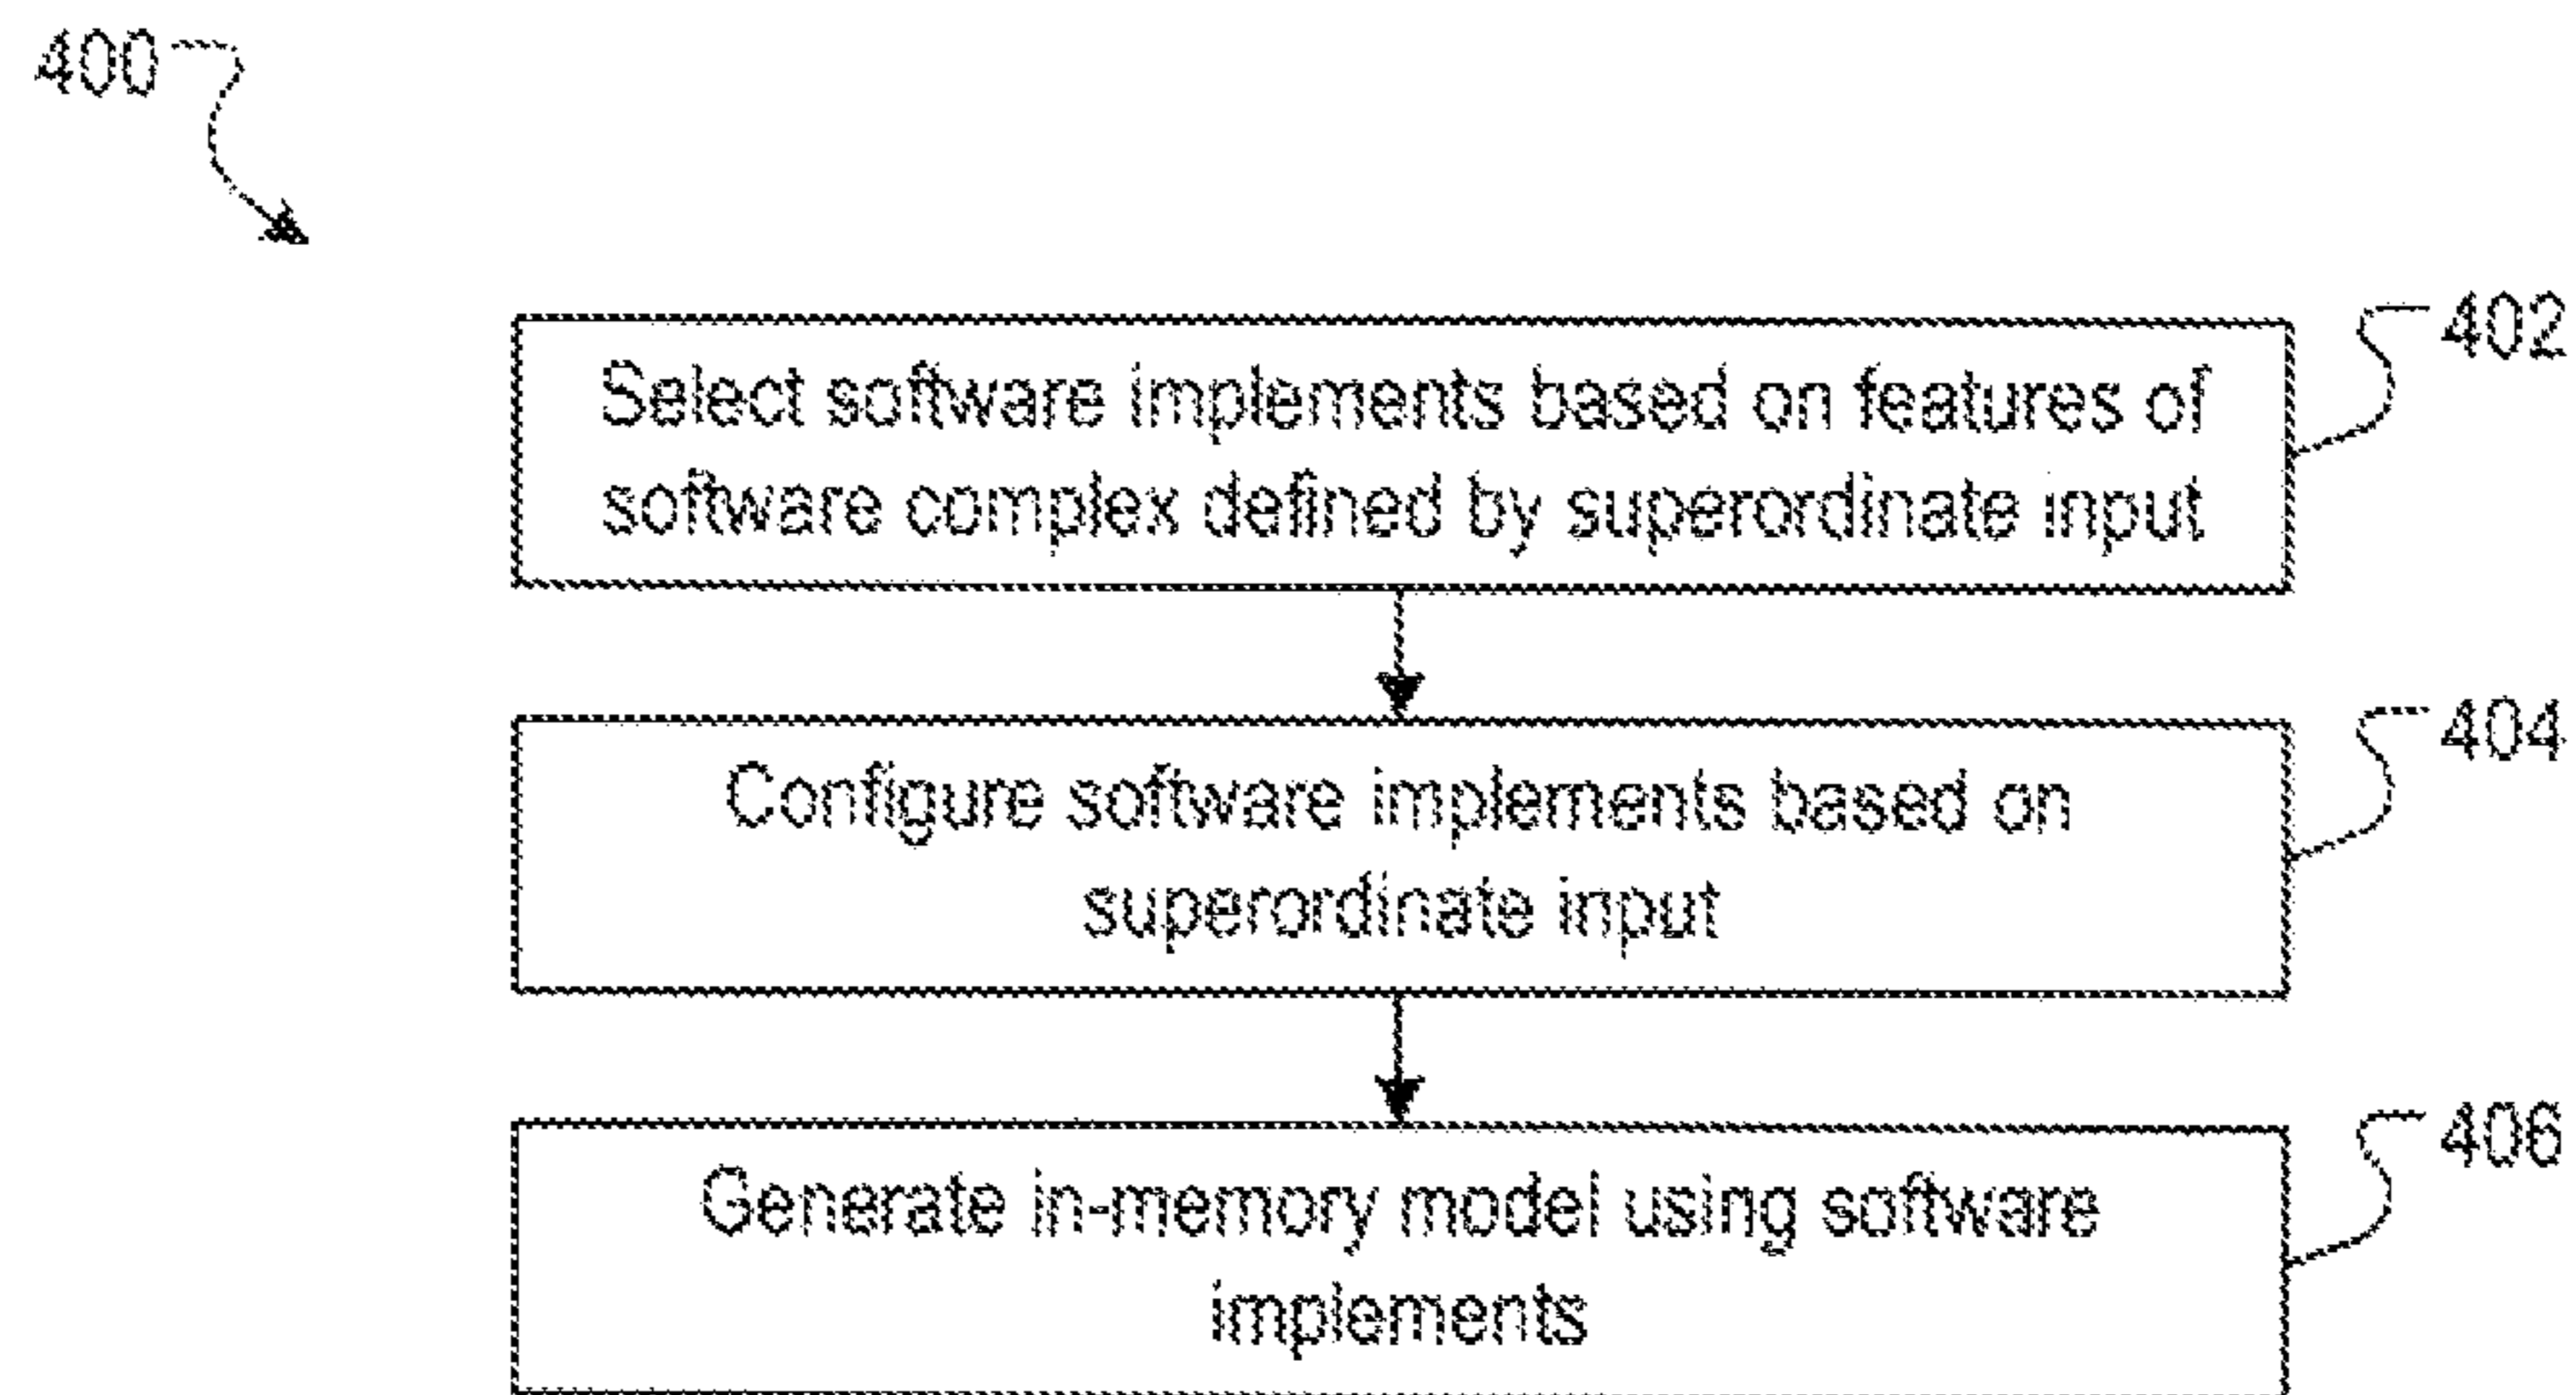 400
402
Select software implements based on features of
software complex defined by superordinate input
404
Configure software implements based on
superordinate input
406
Generate in-memory model using software
implements